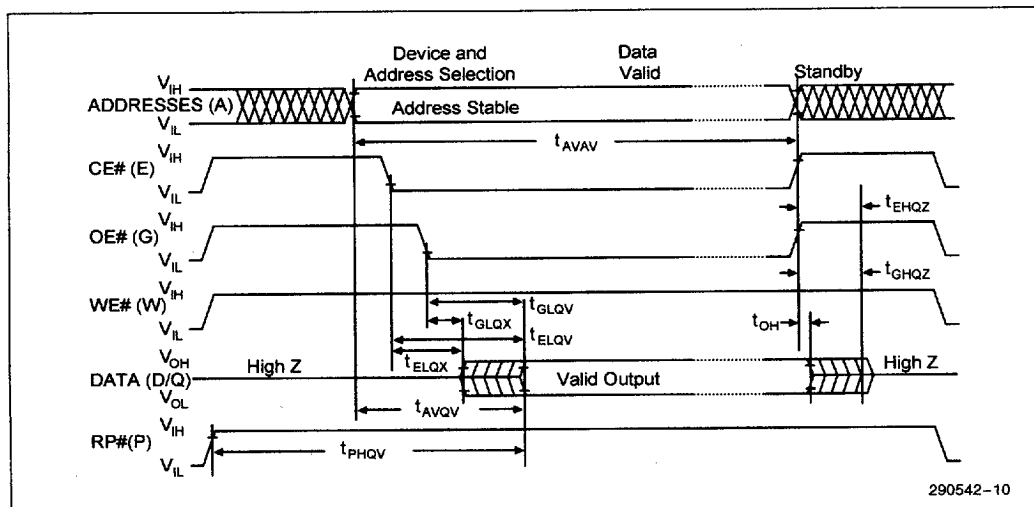 Device and
Address Selection
Data
Valid
Standby
V_IH
ADDRESSES (A)
V_IL
Address Stable
t_AVAV
V_IH
CE# (E)
V_IL
t_EHQZ
V_IH
OE# (G)
V_IL
t_GHQZ
V_IH
WE# (W)
V_IL
t_GLQV
t_GLQX
t_ELQV
t_ELQX
t_OH
V_OH
DATA (D/Q)
V_OL
High Z
Valid Output
High Z
t_AVQV
V_IH
RP#(P)
V_IL
t_PHQV
290542-10